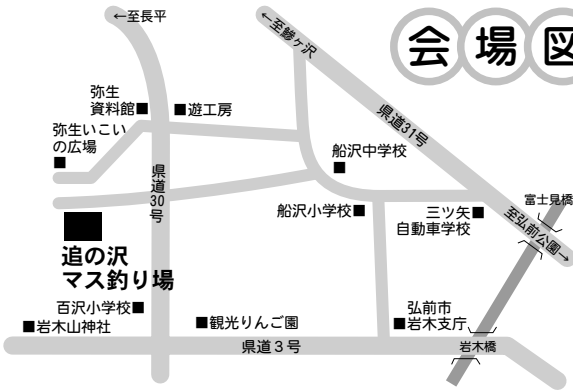 会場図
←至長平
←至鰺ヶ沢
県道31号
弥生
資料館■
■遊工房
弥生いこい
の広場
■
県道30号
船沢中学校
■
船沢小学校■
三ツ矢■
自動車学校
富士見橋
至弘前公園→
追の沢
マス釣り場
百沢小学校■
■岩木山神社
■観光りんご園
弘前市
■岩木支庁
県道3号
岩木橋